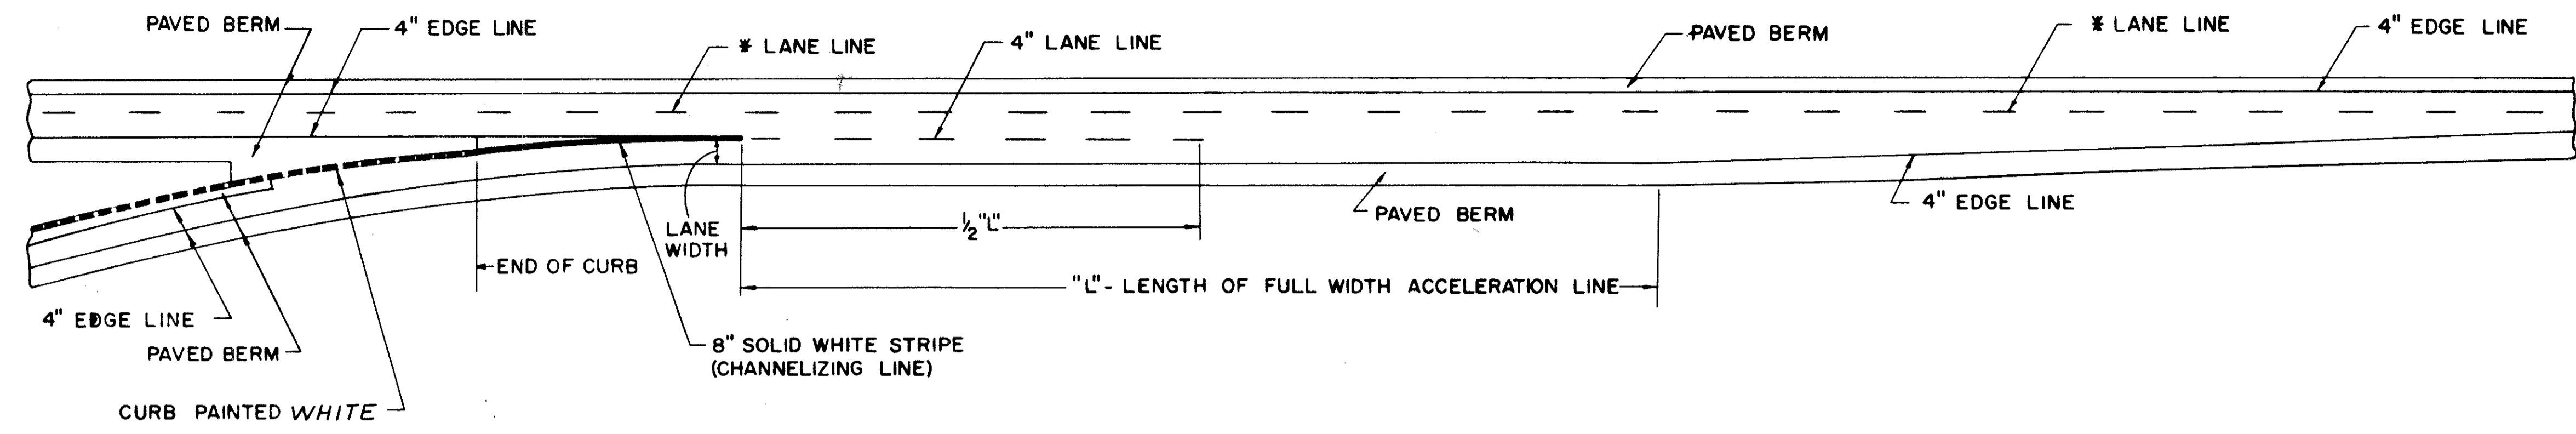 PAVED BERM
4" EDGE LINE
* LANE LINE
4" LANE LINE
PAVED BERM
* LANE LINE
4" EDGE LINE
LANE
WIDTH
½ "L"
PAVED BERM
4" EDGE LINE
END OF CURB
"L"- LENGTH OF FULL WIDTH ACCELERATION LINE
4" EDGE LINE
PAVED BERM
8" SOLID WHITE STRIPE
(CHANNELIZING LINE)
CURB PAINTED WHITE